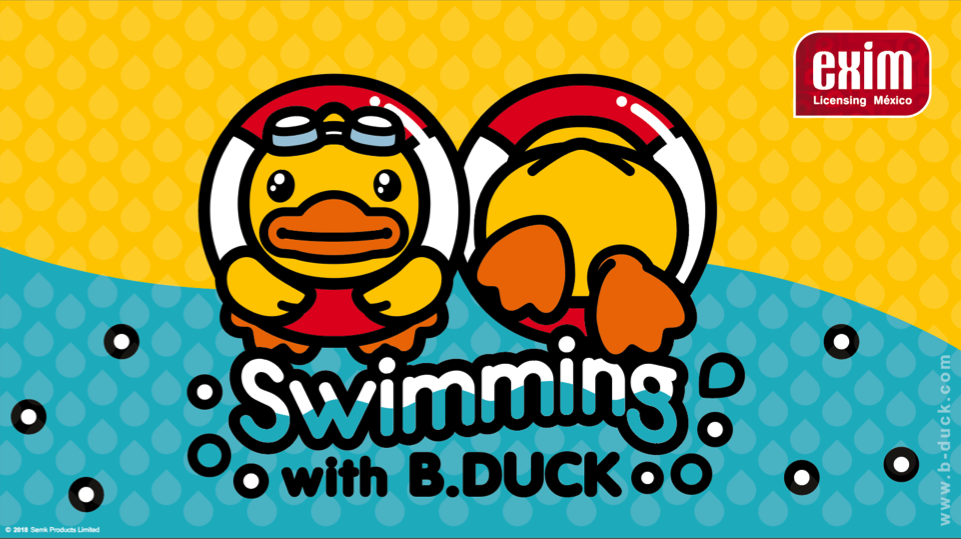 exim
Licensing México
Swimming
with B.DUCK
www.b-duck.com
© 2018 Semk Products Limited